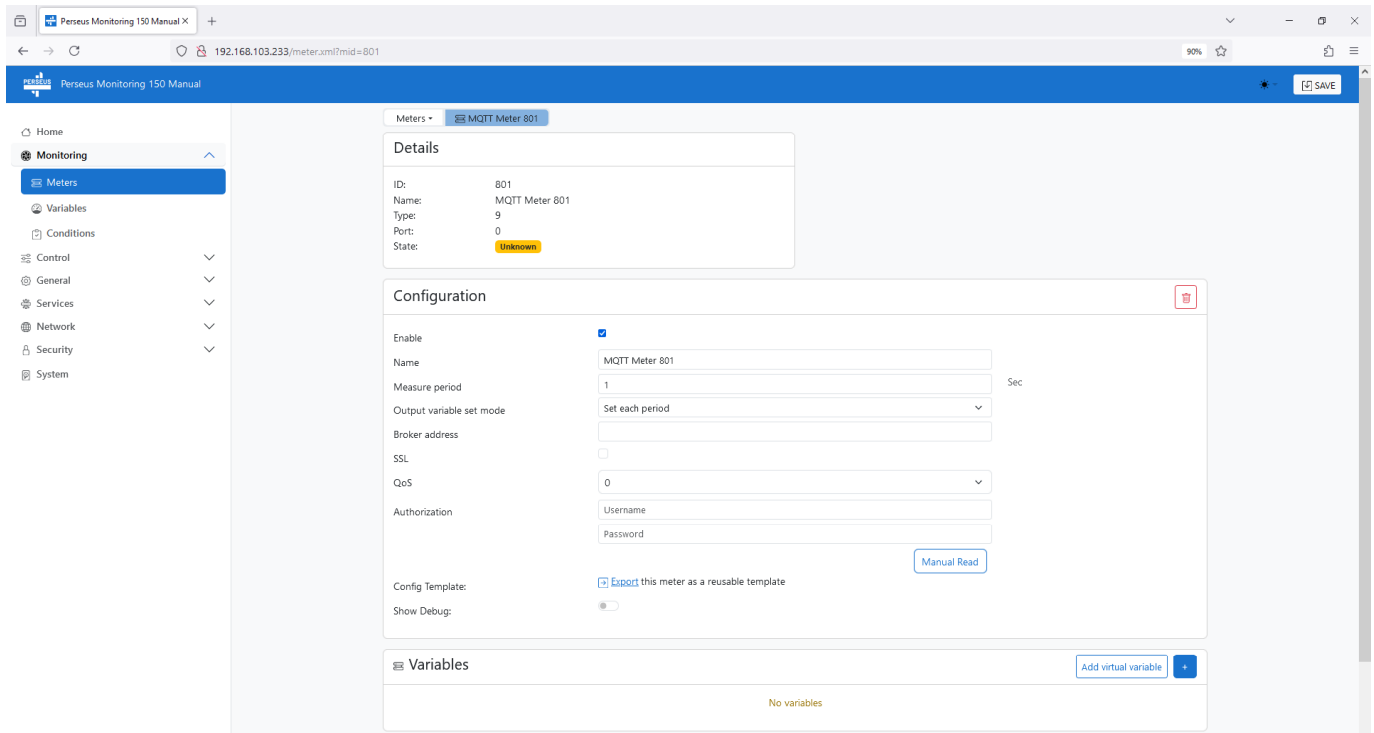 Perseus Monitoring 150 Manual
192.168.103.233/meter.xml?mid=801
90%
PERSEUS
Perseus Monitoring 150 Manual
SAVE
Home
Monitoring
Meters
Variables
Conditions
Control
General
Services
Network
Security
System
Meters
MQTT Meter 801
Details
ID: 801
Name: MQTT Meter 801
Type: 9
Port: 0
State: Unknown
Configuration
Enable
Name MQTT Meter 801
Measure period 1 Sec
Output variable set mode Set each period
Broker address
SSL
QoS 0
Authorization Username
Password
Manual Read
Config Template: Export this meter as a reusable template
Show Debug:
Variables
Add virtual variable +
No variables